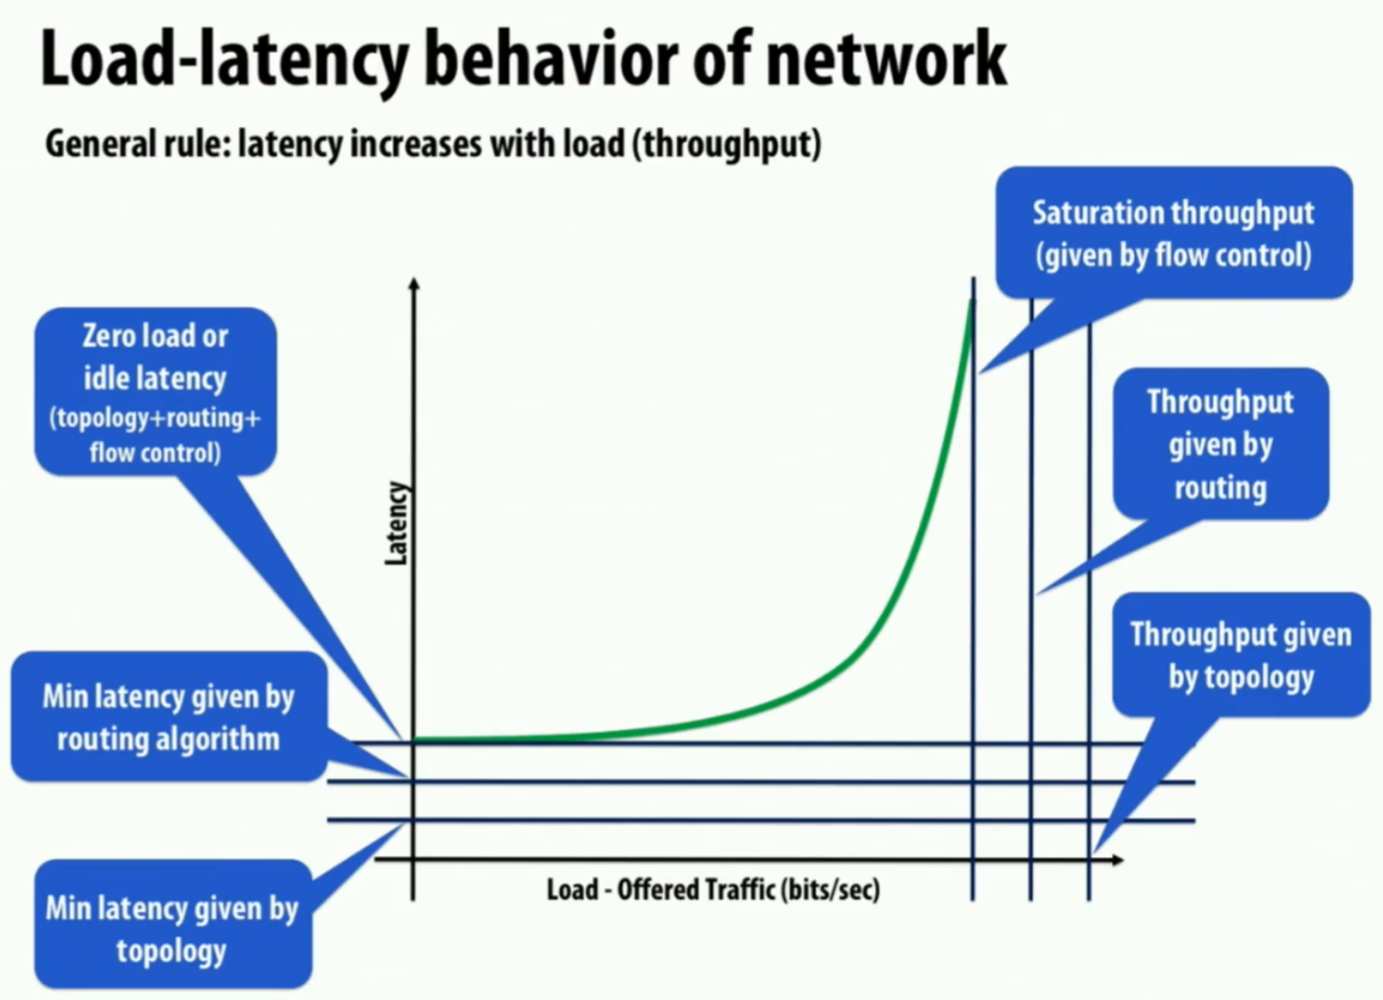 Load-latency behavior of network
General rule: latency increases with load (throughput)
Saturation throughput
(given by flow control)
Zero load or
idle latency
(topology+routing+
flow control)
Throughput
given by
routing
Latency
Throughput given
by topology
Min latency given by
routing algorithm
Load - Offered Traffic (bits/sec)
Min latency given by
topology